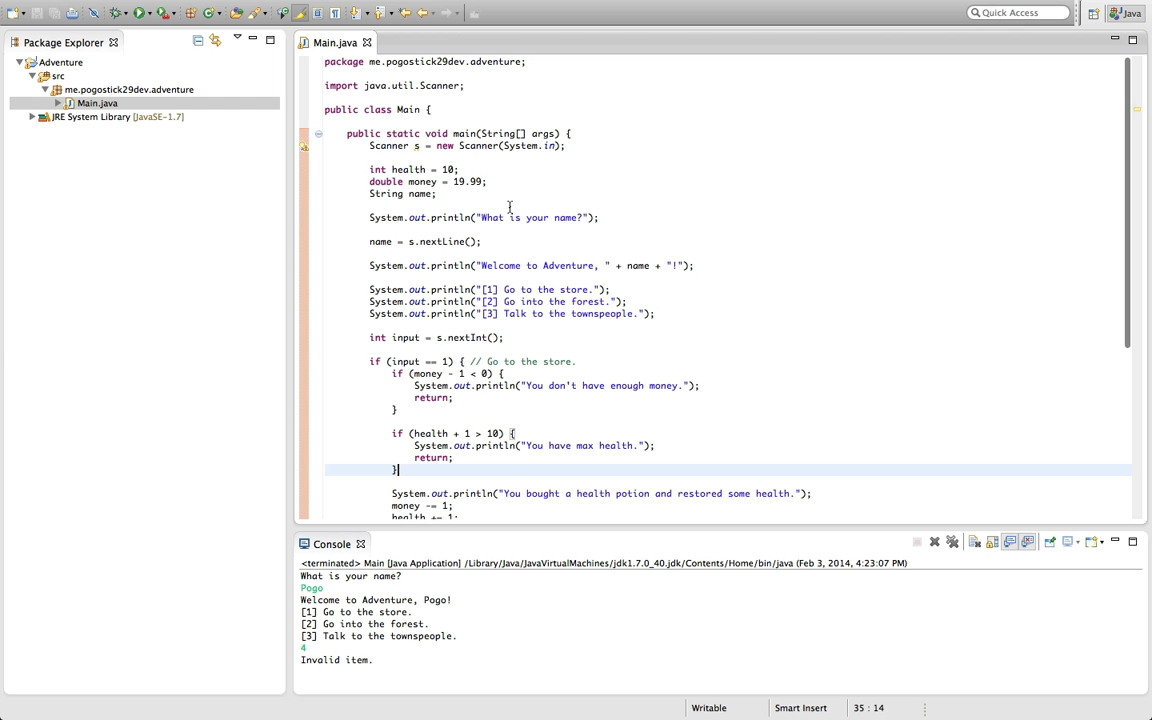 Quick Access
Java
Package Explorer
Adventure
src
me.pogostick29dev.adventure
Main.java
JRE System Library [JavaSE-1.7]
Main.java
package me.pogostick29dev.adventure;
import java.util.Scanner;
public class Main {
public static void main(String[] args) {
Scanner s = new Scanner(System.in);
int health = 10;
double money = 19.99;
String name;
System.out.println("What is your name?");
name = s.nextLine();
System.out.println("Welcome to Adventure, " + name + "!");
System.out.println("[1] Go to the store.");
System.out.println("[2] Go into the forest.");
System.out.println("[3] Talk to the townspeople.");
int input = s.nextInt();
if (input == 1) { // Go to the store.
if (money - 1 < 0) {
System.out.println("You don't have enough money.");
return;
}
if (health + 1 > 10) {
System.out.println("You have max health.");
return;
}
System.out.println("You bought a health potion and restored some health.");
money -= 1;
health += 1;
Console
<terminated> Main [Java Application] /Library/Java/JavaVirtualMachines/jdk1.7.0_40.jdk/Contents/Home/bin/java (Feb 3, 2014, 4:23:07 PM)
What is your name?
Pogo
Welcome to Adventure, Pogo!
[1] Go to the store.
[2] Go into the forest.
[3] Talk to the townspeople.
4
Invalid item.
Writable
Smart Insert
35 : 14